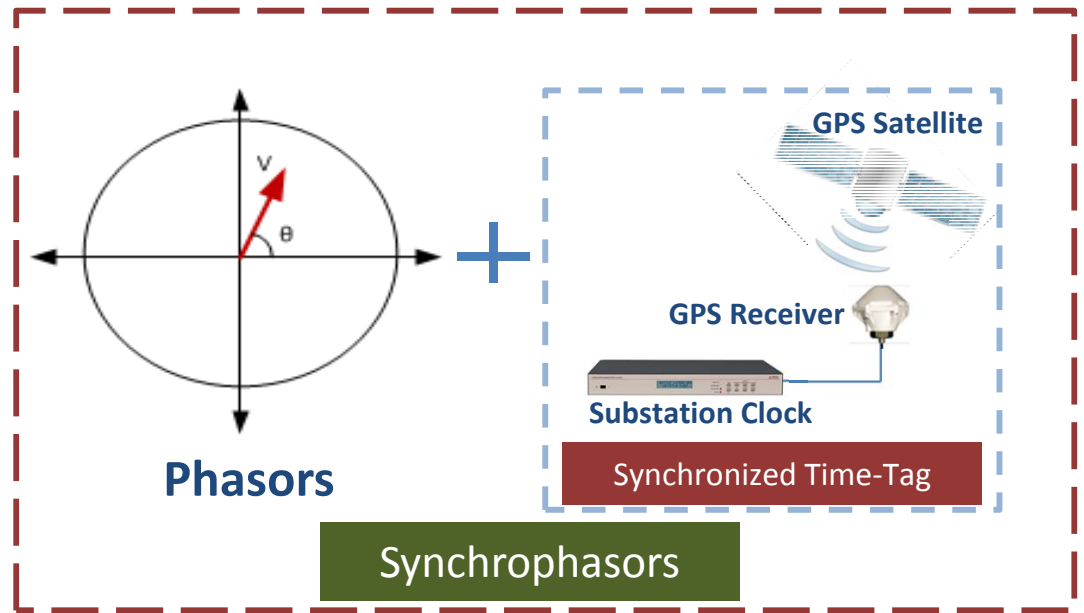 GPS Satellite
V
θ
GPS Receiver
Substation Clock
Phasors
Synchronized Time-Tag
Synchrophasors